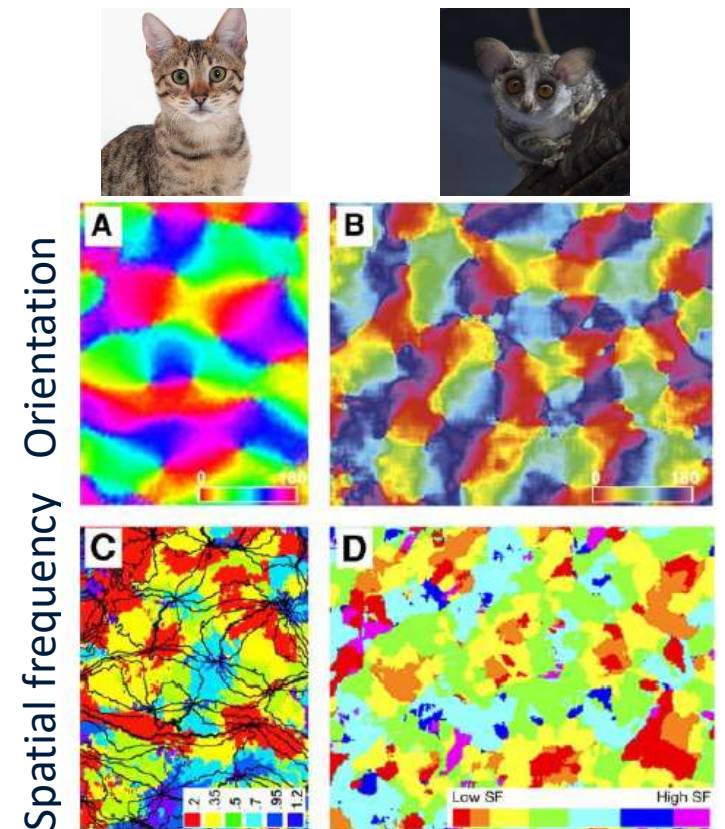 A
B
Orientation
0 180
0 180
C
D
Spatial frequency
.2 .35 .5 .7 .95 1.2
Low SF High SF